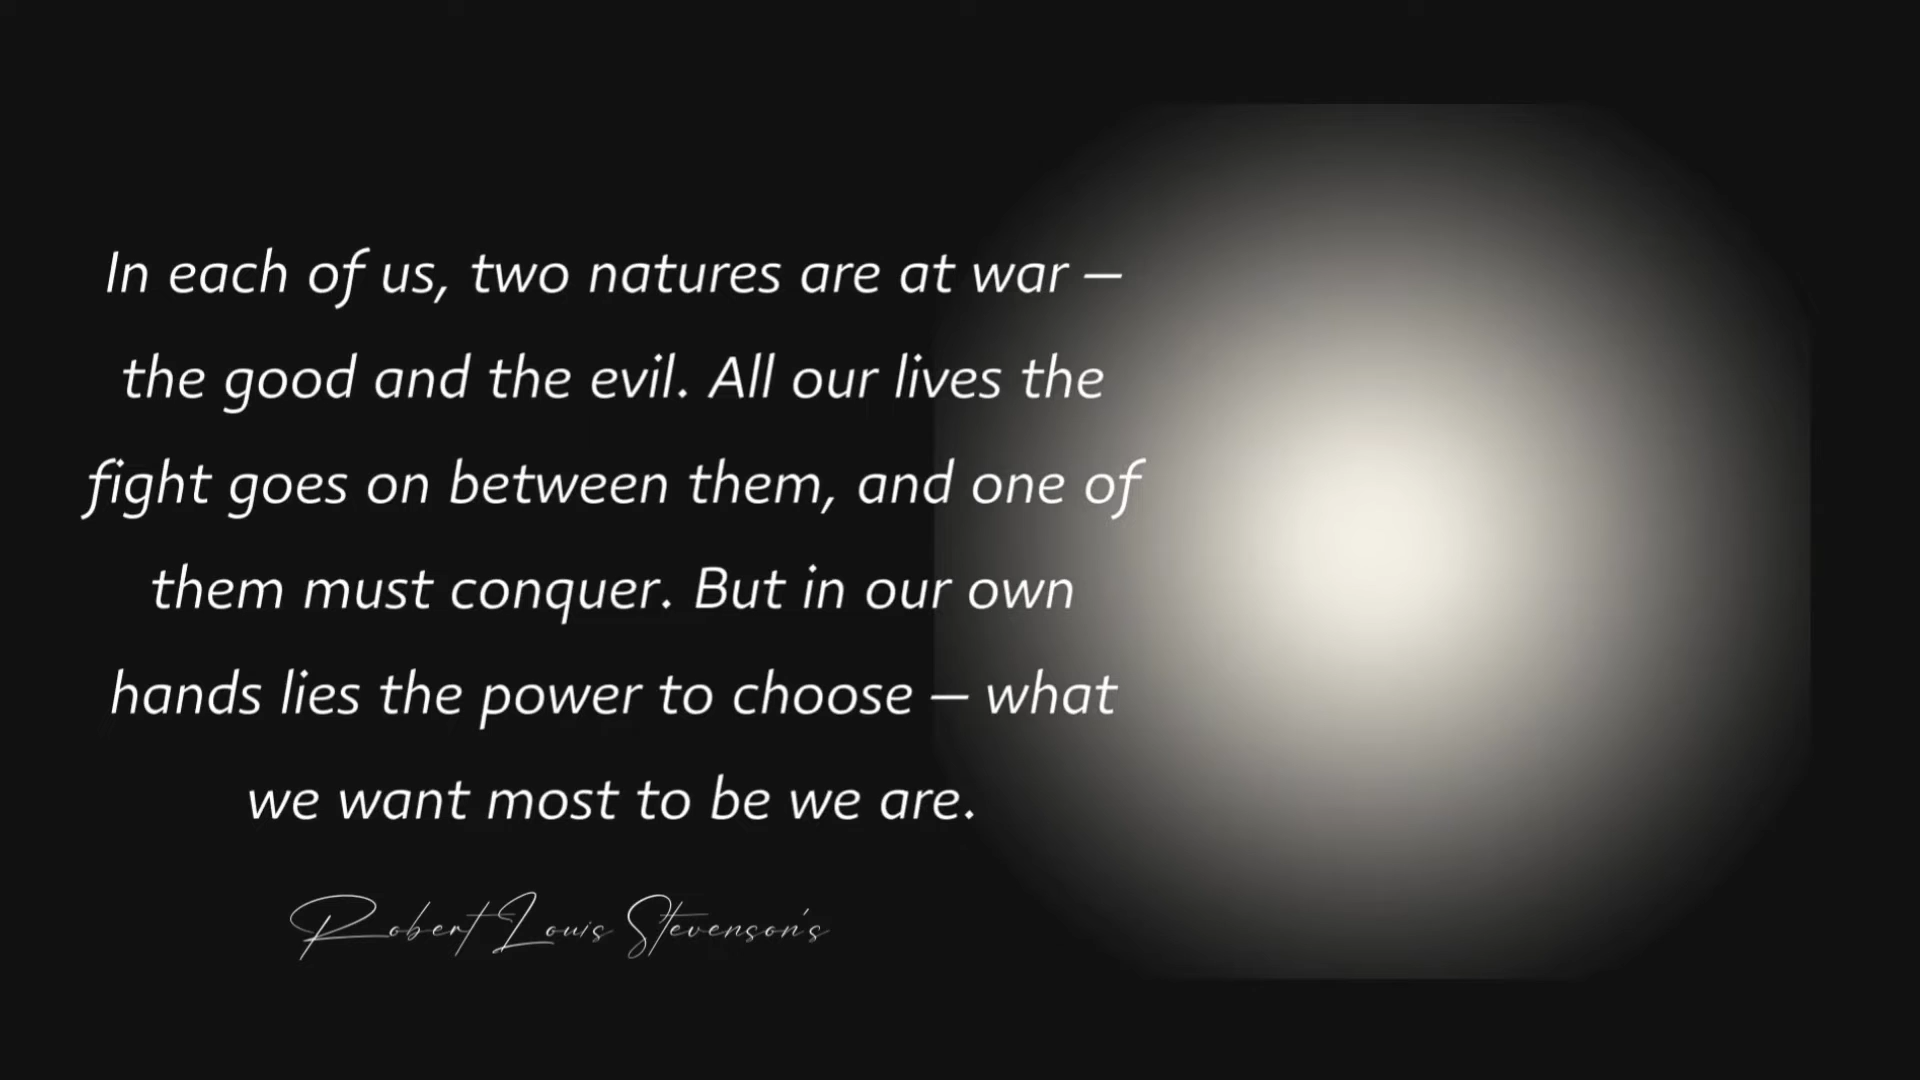 In each of us, two natures are at war –
the good and the evil. All our lives the
fight goes on between them, and one of
them must conquer. But in our own
hands lies the power to choose – what
we want most to be we are.
Robert Louis Stevenson's